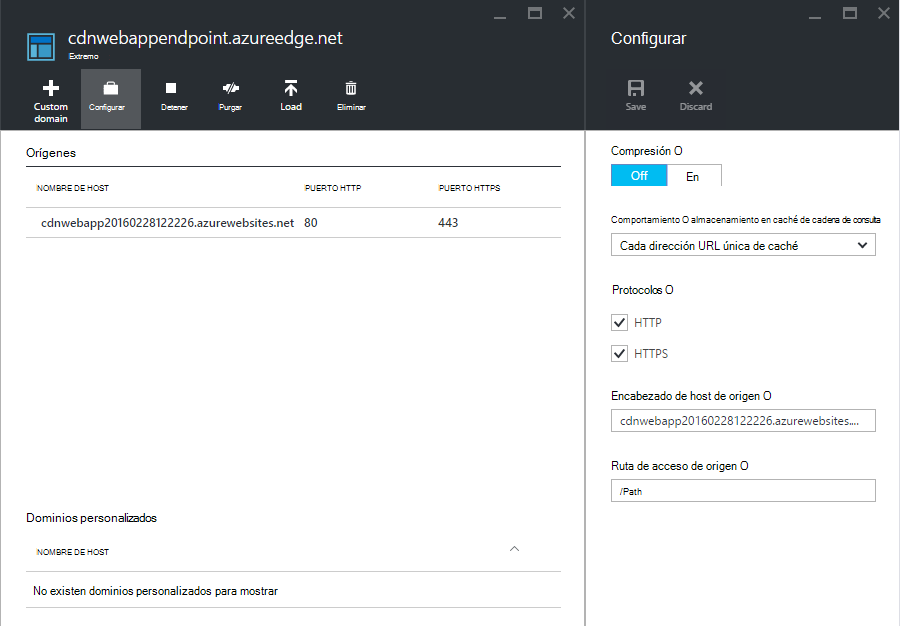 cdnwebappendpoint.azureedge.net
Extremo
Custom domain
Configurar
Detener
Purgar
Load
Eliminar
Orígenes
NOMBRE DE HOST PUERTO HTTP PUERTO HTTPS
cdnwebapp20160228122226.azurewebsites.net 80 443
Dominios personalizados
NOMBRE DE HOST
No existen dominios personalizados para mostrar
Configurar
Save
Discard
Compresión O
Off En
Comportamiento O almacenamiento en caché de cadena de consulta
Cada dirección URL única de caché
Protocolos O
HTTP
HTTPS
Encabezado de host de origen O
cdnwebapp20160228122226.azurewebsites....
Ruta de acceso de origen O
/Path